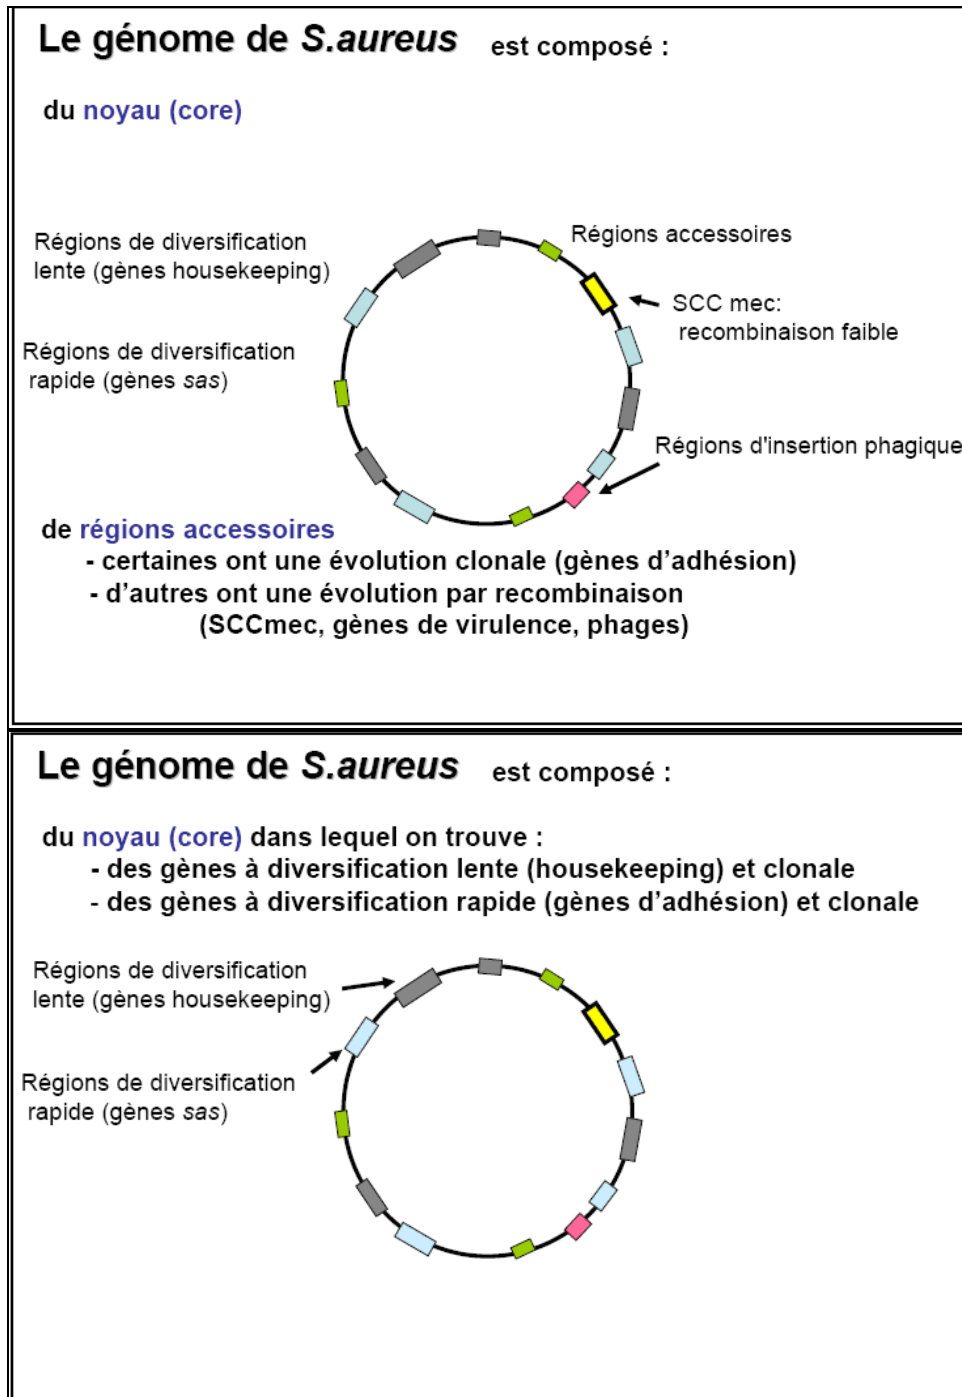 Le génome de S.aureus est composé :
du noyau (core)
Régions de diversification
lente (gènes housekeeping)
Régions accessoires
SCC mec:
recombinaison faible
Régions de diversification
rapide (gènes sas)
Régions d'insertion phagique
de régions accessoires
- certaines ont une évolution clonale (gènes d’adhésion)
- d’autres ont une évolution par recombinaison
(SCCmec, gènes de virulence, phages)
Le génome de S.aureus est composé :
du noyau (core) dans lequel on trouve :
- des gènes à diversification lente (housekeeping) et clonale
- des gènes à diversification rapide (gènes d’adhésion) et clonale
Régions de diversification
lente (gènes housekeeping)
Régions de diversification
rapide (gènes sas)